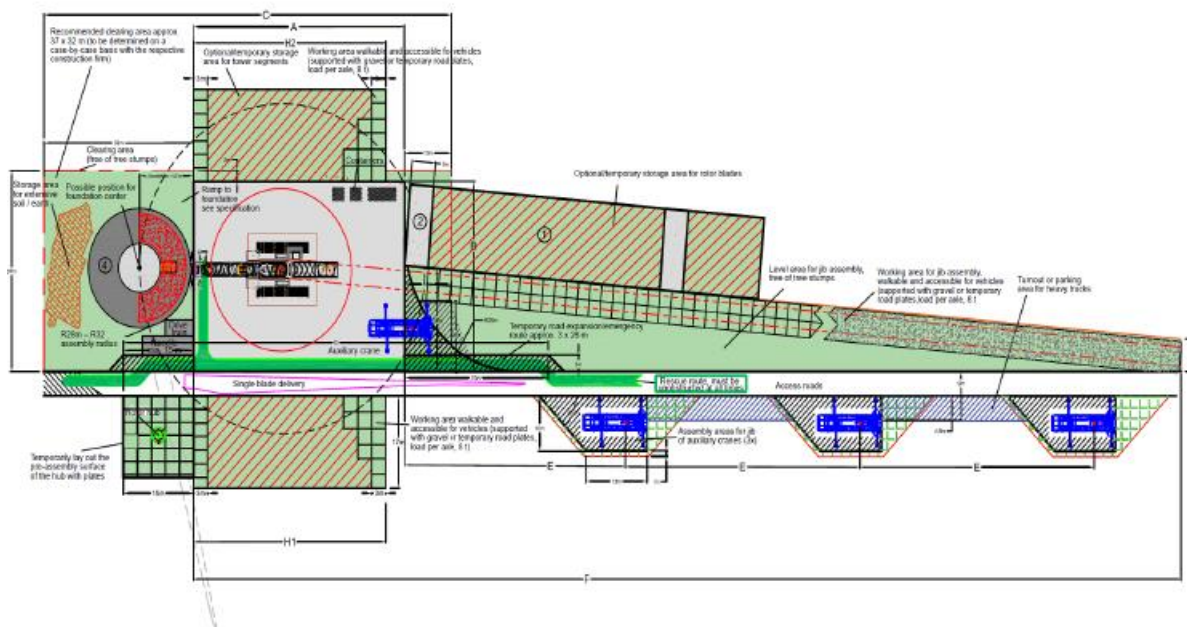 C
A
H2
Recommended clearing area approx.
37 x 32 m (to be determined on a
case-by-case basis with the respective
construction firm)
Optional/temporary storage
area for tower segments
Working area walkable and accessible for vehicles
(supported with gravel or temporary road plates,
load per axle, 8 t)
Clearing area
(free of tree stumps)
Containers
Storage area
for extensive
soil / earth
Possible position for
foundation center
Ramp to
foundation
see specification
Optional/temporary storage area for rotor blades
2
1
4
Level area for jib assembly,
free of tree stumps
Working area for jib assembly,
walkable and accessible for vehicles
(supported with gravel or temporary
road plates, load per axle, 8 t
Turnout or parking
area for heavy trucks
R28m – R32
assembly radius
Temporary road expansion/emergency
route approx. 3 x 25 m
Auxiliary crane
Single blade delivery
Rescue route, must be
Access roads
Working area walkable and
accessible for vehicles (supported
with gravel or temporary road plates,
load per axle, 8 t)
Assembly areas for jib
of auxiliary cranes (3x)
Temporarily lay out the
pre-assembly surface
of the hub with plates
E
E
E
15m
H1
F